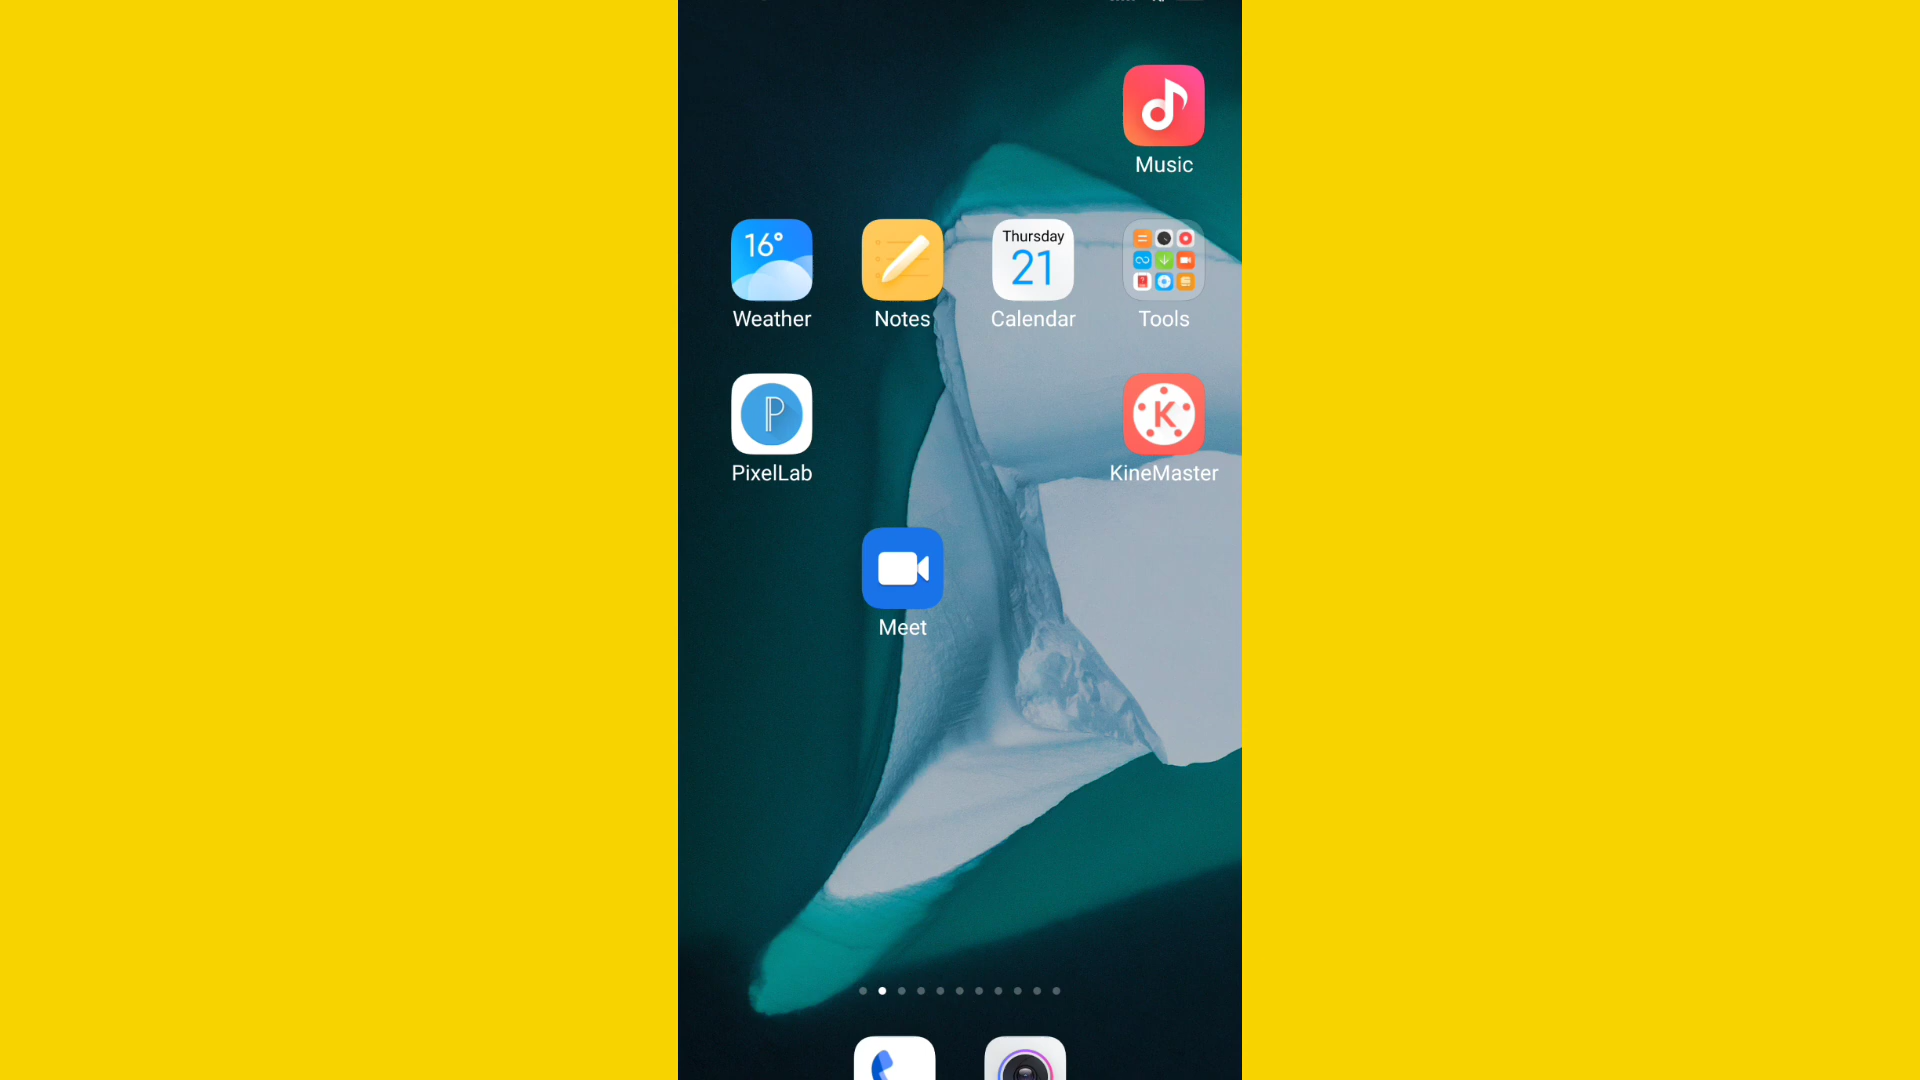 Music
16°
Thursday
21
Weather
Notes
Calendar
Tools
P
K
PixelLab
KineMaster
Meet